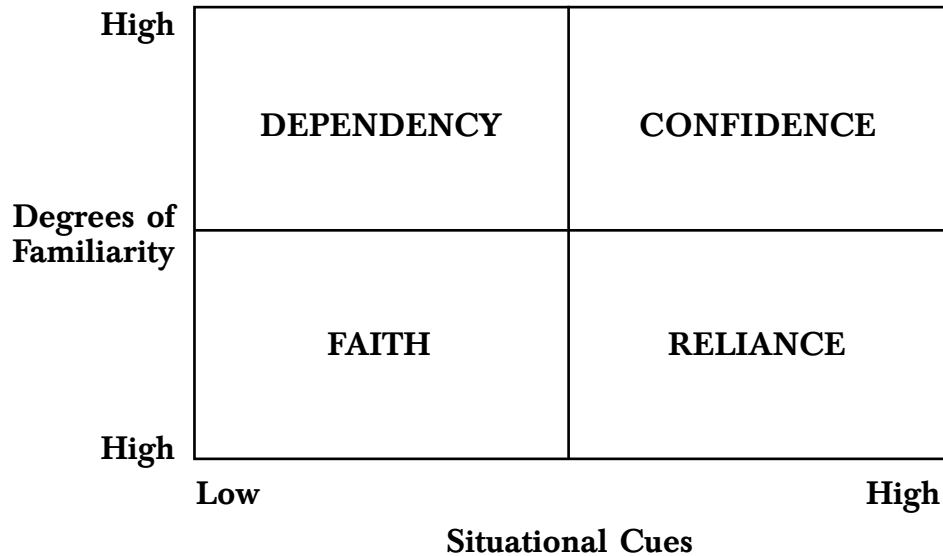 High
DEPENDENCY CONFIDENCE
Degrees of
Familiarity
FAITH RELIANCE
High
Low High
Situational Cues